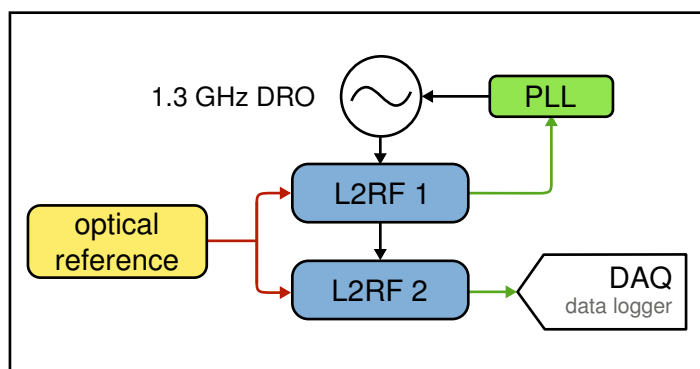 1.3 GHz DRO
PLL
L2RF 1
optical
reference
L2RF 2
DAQ
data logger